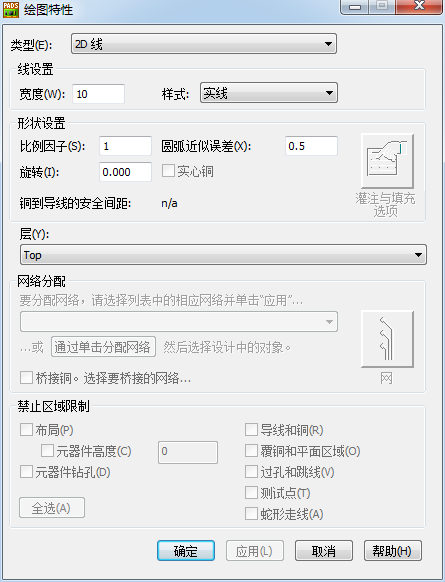 PADS 绘图特性
类型(E): 2D 线
线设置
宽度(W): 10 样式: 实线
形状设置
比例因子(S): 1 圆弧近似误差(X): 0.5
旋转(I): 0.000 实心铜
灌注与填充
选项
铜到导线的安全间距: n/a
层(Y):
Top
网络分配
要分配网络，请选择列表中的相应网络并单击“应用”...
...或 通过单击分配网络 然后选择设计中的对象。
桥接铜。选择要桥接的网络... 网
禁止区域限制
布局(P) 导线和铜(R)
元器件高度(C) 0 覆铜和平面区域(O)
元器件钻孔(D) 过孔和跳线(V)
测试点(T)
全选(A) 蛇形走线(A)
确定 应用(L) 取消 帮助(H)